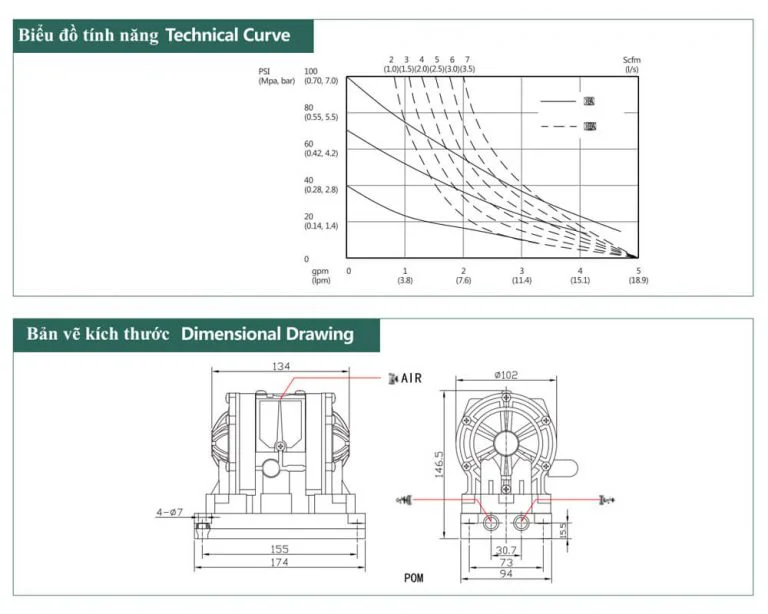 Biểu đồ tính năng Technical Curve
2 3 4 5 6 7
(1.0)(1.5)(2.0)(2.5)(3.0)(3.5)
Scfm
(l/s)
PSI
(Mpa, bar)
100
(0.70, 7.0)
80
(0.55, 5.5)
60
(0.42, 4.2)
40
(0.28, 2.8)
20
(0.14, 1.4)
0
gpm
(lpm)
0
1
(3.8)
2
(7.6)
3
(11.4)
4
(15.1)
5
(18.9)
Bản vẽ kích thước Dimensional Drawing
134
AIR
Ø102
146.5
4-Ø7
15.5
155
174
30.7
73
94
POM